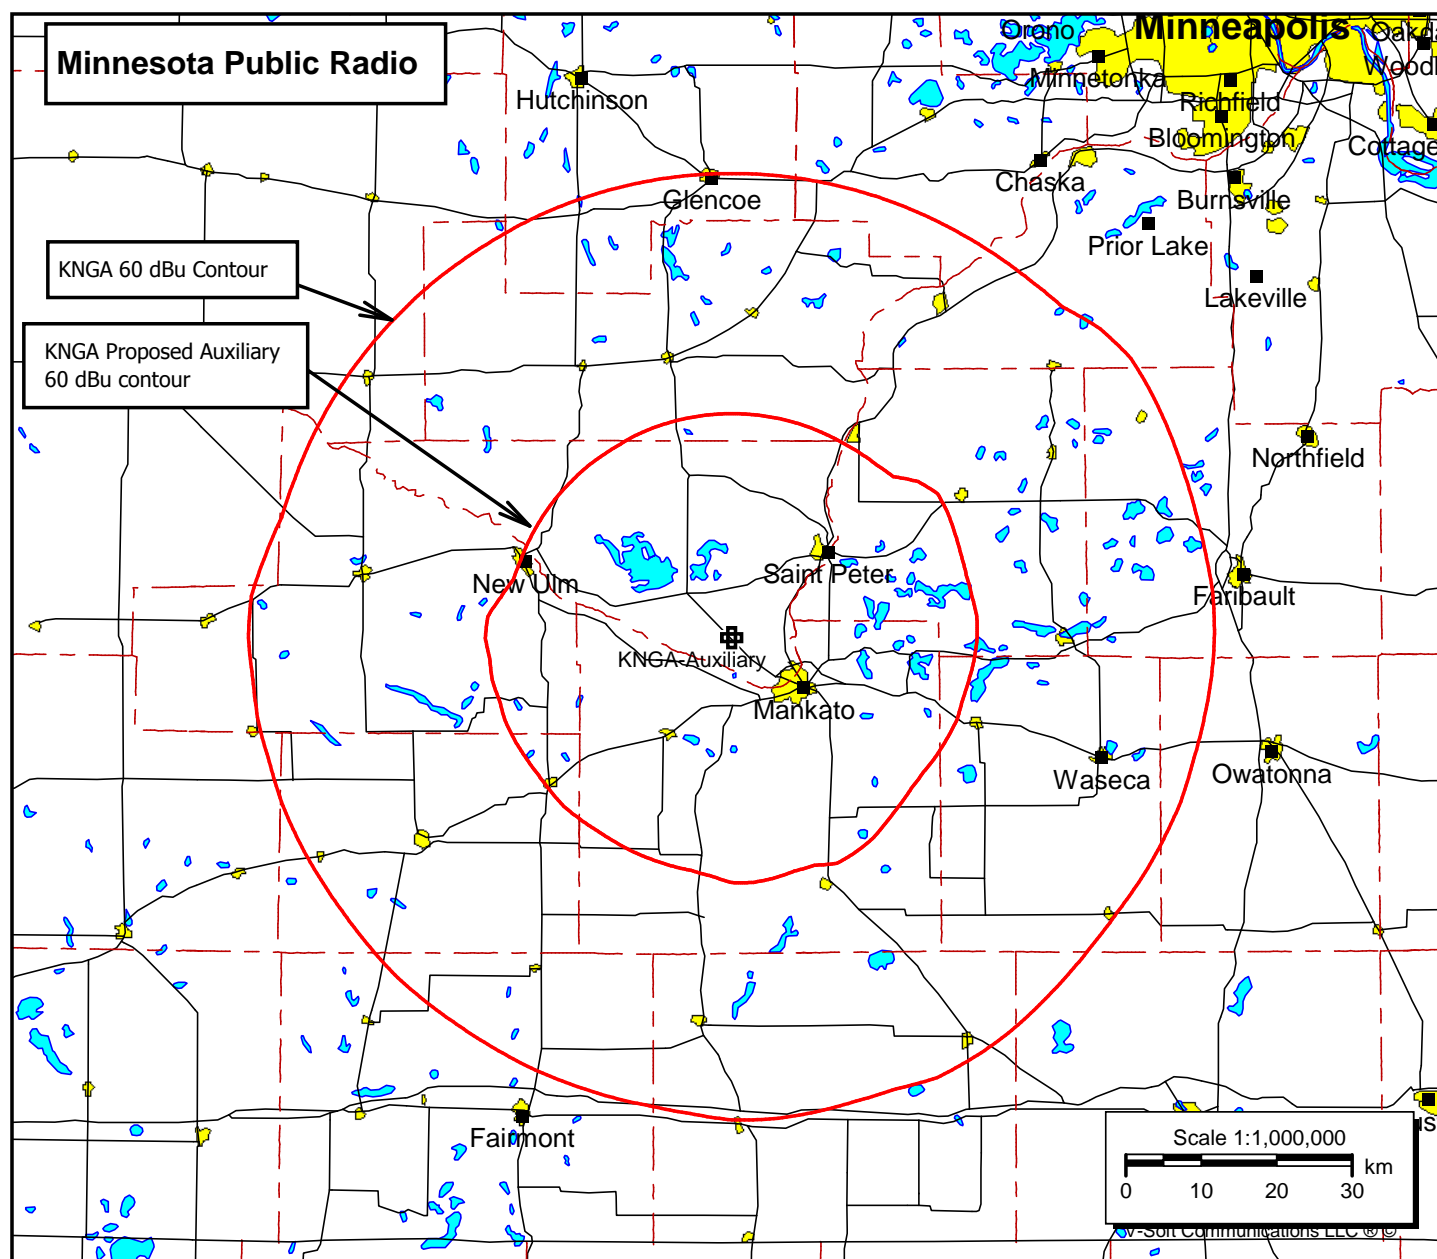 Minnesota Public Radio
Orono
Minneapolis
Minnetonka
Hutchinson
Richfield
Bloomington
Chaska
Glencoe
Burnsville
Prior Lake
KNGA 60 dBu Contour
Lakeville
KNGA Proposed Auxiliary
60 dBu contour
Northfield
New Ulm
Saint Peter
Faribault
KNGA-Auxiliary
Mankato
Waseca
Owatonna
Fairmont
Scale 1:1,000,000
km
0 10 20 30
V-Soft Communications LLC ® ©